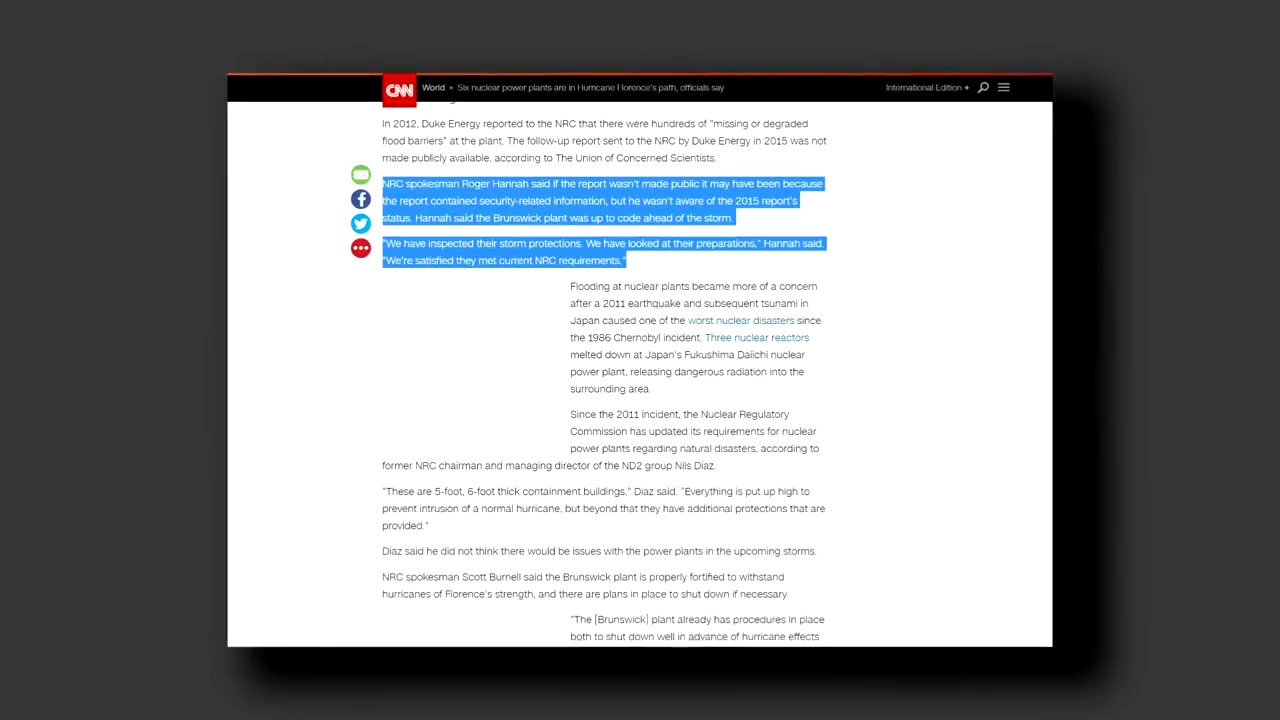 CNN World » Six nuclear power plants are in Hurricane Florence's path, officials say International Edition +
In 2012, Duke Energy reported to the NRC that there were hundreds of "missing or degraded
flood barriers" at the plant. The follow-up report sent to the NRC by Duke Energy in 2015 was not
made publicly available, according to The Union of Concerned Scientists.
NRC spokesman Roger Hannah said if the report wasn't made public it may have been because
the report contained security-related information, but he wasn't aware of the 2015 report's
status. Hannah said the Brunswick plant was up to code ahead of the storm.
"We have inspected their storm protections. We have looked at their preparations," Hannah said.
"We're satisfied they met current NRC requirements."
Flooding at nuclear plants became more of a concern
after a 2011 earthquake and subsequent tsunami in
Japan caused one of the worst nuclear disasters since
the 1986 Chernobyl incident. Three nuclear reactors
melted down at Japan's Fukushima Daiichi nuclear
power plant, releasing dangerous radiation into the
surrounding area.
Since the 2011 incident, the Nuclear Regulatory
Commission has updated its requirements for nuclear
power plants regarding natural disasters, according to
former NRC chairman and managing director of the ND2 group Nils Diaz.
"These are 5-foot, 6-foot thick containment buildings," Diaz said. "Everything is put up high to
prevent intrusion of a normal hurricane, but beyond that they have additional protections that are
provided."
Diaz said he did not think there would be issues with the power plants in the upcoming storms.
NRC spokesman Scott Burnell said the Brunswick plant is properly fortified to withstand
hurricanes of Florence's strength, and there are plans in place to shut down if necessary.
"The [Brunswick] plant already has procedures in place
both to shut down well in advance of hurricane effects